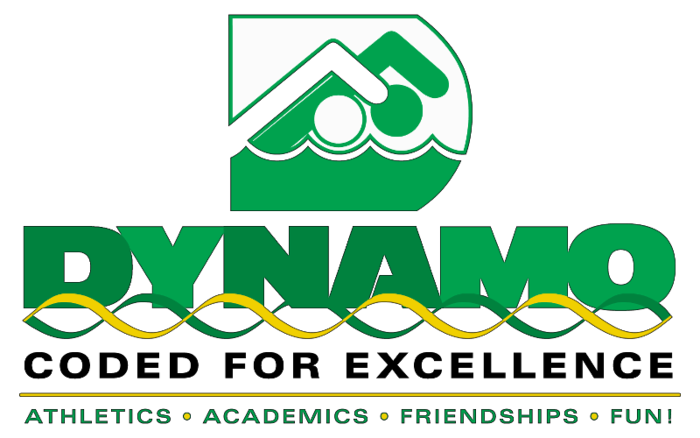 DYNAMO
CODED FOR EXCELLENCE
ATHLETICS • ACADEMICS • FRIENDSHIPS • FUN!